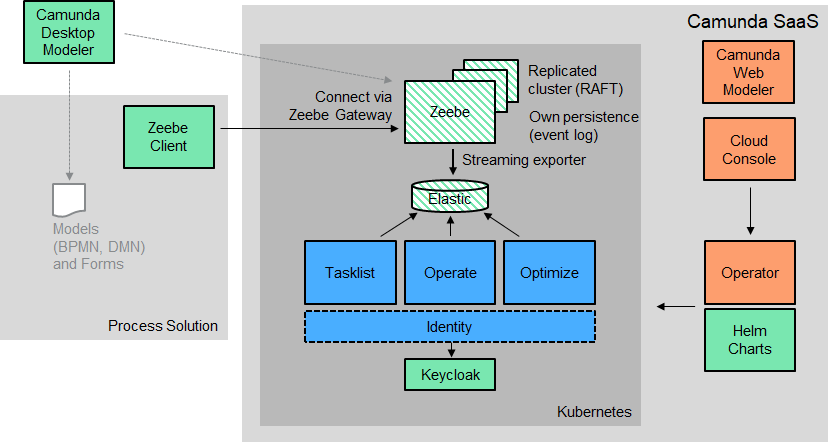 Camunda
Desktop
Modeler
Camunda SaaS
Camunda
Web
Modeler
Replicated
cluster (RAFT)
Connect via
Zeebe Gateway
Zeebe
Own persistence
(event log)
Zeebe
Client
Cloud
Console
Streaming exporter
Elastic
Models
(BPMN, DMN)
and Forms
Tasklist
Operate
Optimize
Operator
Process Solution
Identity
Helm
Charts
Keycloak
Kubernetes